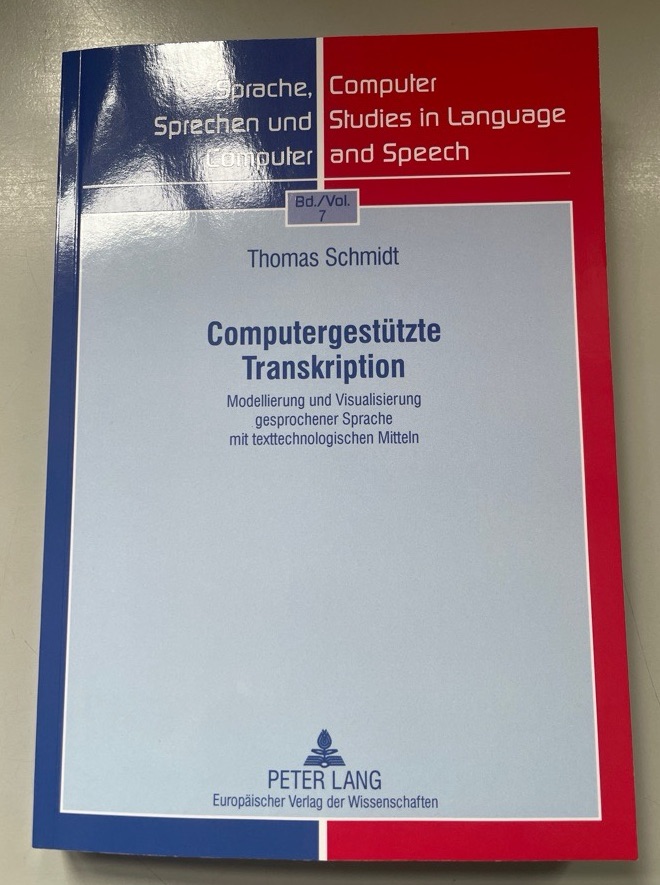 Sprache,
Sprechen und
Computer
Computer
Studies in Language
and Speech
Bd./Vol.
7
Thomas Schmidt
Computergestützte
Transkription
Modellierung und Visualisierung
gesprochener Sprache
mit texttechnologischen Mitteln
PETER LANG
Europäischer Verlag der Wissenschaften